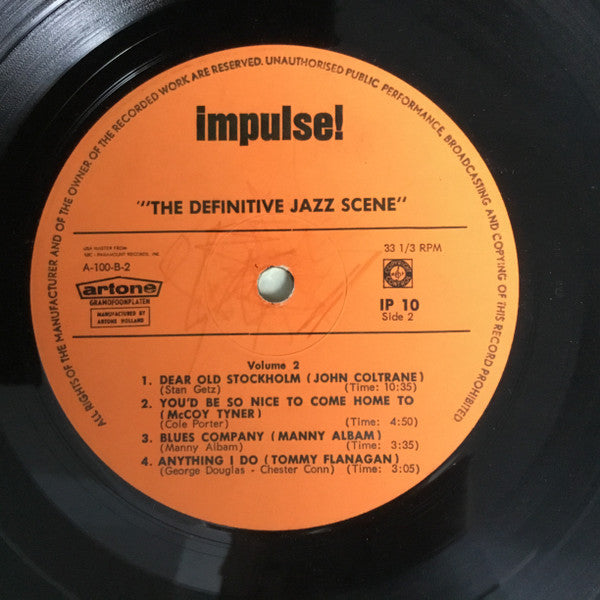 ALL RIGHTS OF THE MANUFACTURER AND OF THE OWNER OF THE RECORDED WORK ARE RESERVED. UNAUTHORISED PUBLIC PERFORMANCE, BROADCASTING AND COPYING OF THIS RECORD PROHIBITED
impulse!
'"THE DEFINITIVE JAZZ SCENE"
USA MASTER FROM
ABC - PARAMOUNT RECORDS, INC
33 1/3 RPM
A-100-B-2
artone
GRAMOFOONPLATEN
MANUFACTURED BY
ARTONE HOLLAND
IP 10
Side 2
Volume 2
1. DEAR OLD STOCKHOLM (JOHN COLTRANE)
(Stan Getz) (Time: 10:35)
2. YOU'D BE SO NICE TO COME HOME TO
(McCOY TYNER)
(Cole Porter) (Time: 4:50)
3. BLUES COMPANY (MANNY ALBAM)
(Manny Albam) (Time: 3:35)
4. ANYTHING I DO (TOMMY FLANAGAN)
(George Douglas - Chester Conn) (Time: 3:05)